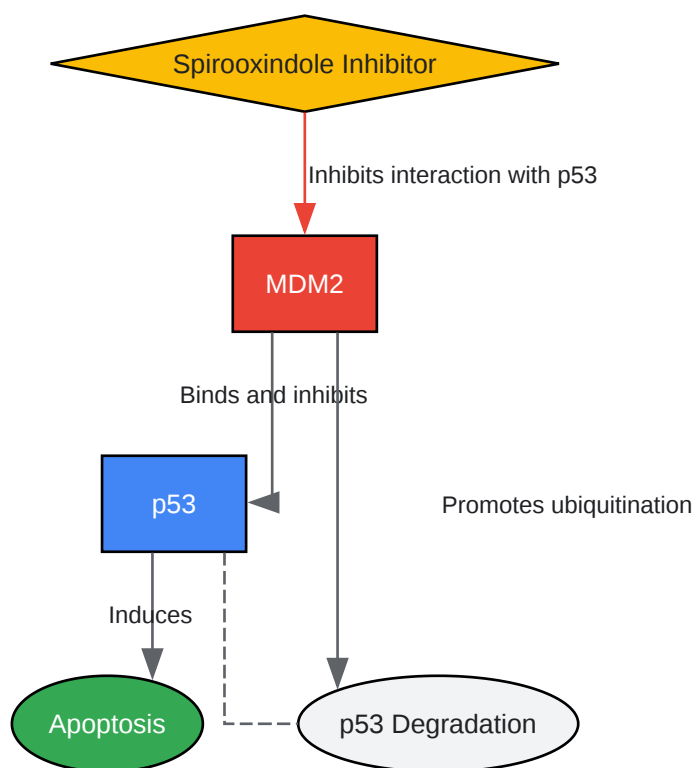 Spirooxindole Inhibitor
Inhibits interaction with p53
MDM2
Binds and inhibits
p53
Promotes ubiquitination
Induces
Apoptosis
p53 Degradation